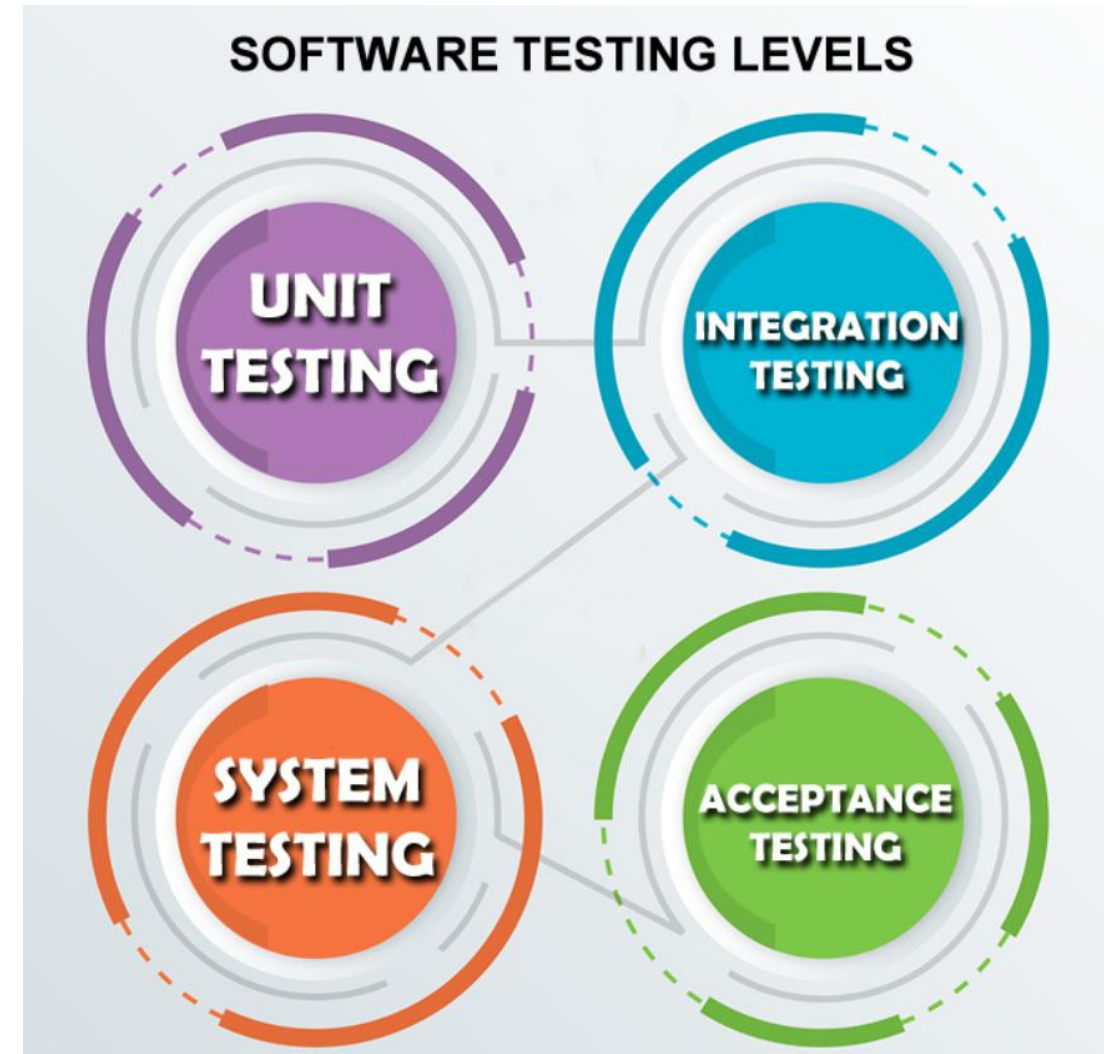 SOFTWARE TESTING LEVELS
UNIT
TESTING
INTEGRATION
TESTING
SYSTEM
TESTING
ACCEPTANCE
TESTING